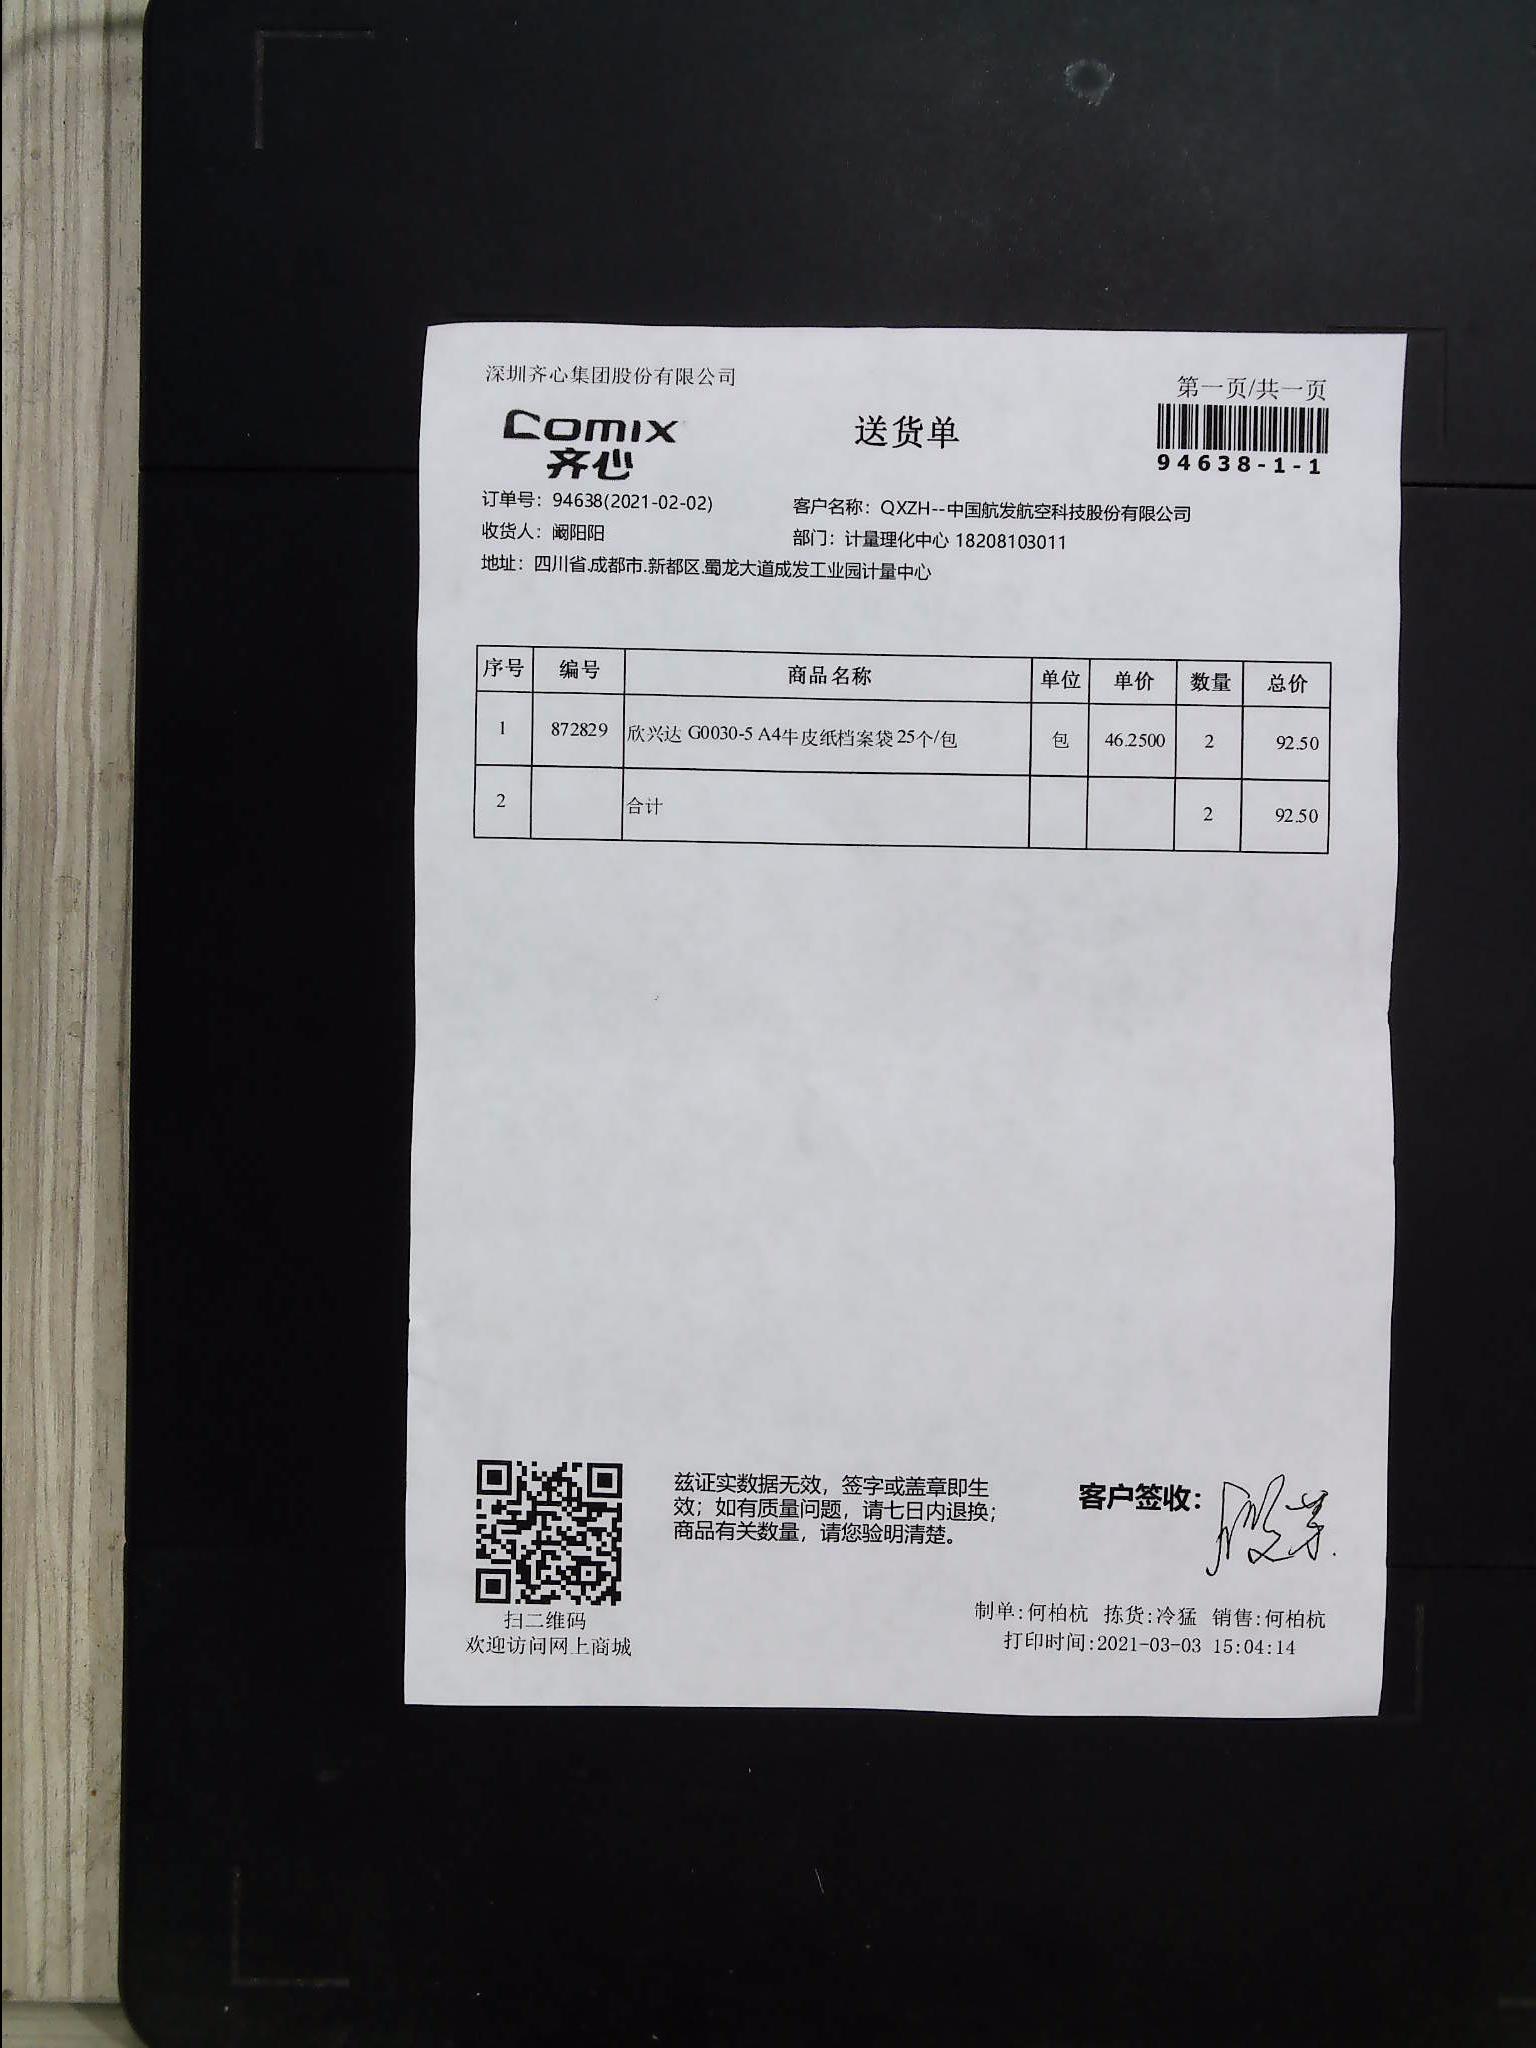 深圳齐心集团股份有限公司
第一页/共一页
comix
齐心
送货单
94638-1-1
订单号：94638(2021-02-02)
客户名称：QXZH--中国航发航空科技股份有限公司
收货人：阚阳阳
部门：计量理化中心 18208103011
地址：四川省.成都市.新都区.蜀龙大道成发工业园计量中心
序号 编号 商品名称 单位 单价 数量 总价
1 872829 欣兴达 G0030-5 A4牛皮纸档案袋 25个/包 包 46.2500 2 92.50
2 合计 2 92.50
兹证实数据无效，签字或盖章即生
效；如有质量问题，请七日内退换；
商品有关数量，请您验明清楚。
客户签收：
扫二维码
欢迎访问网上商城
制单:何柏杭 拣货:冷猛 销售:何柏杭
打印时间:2021-03-03 15:04:14